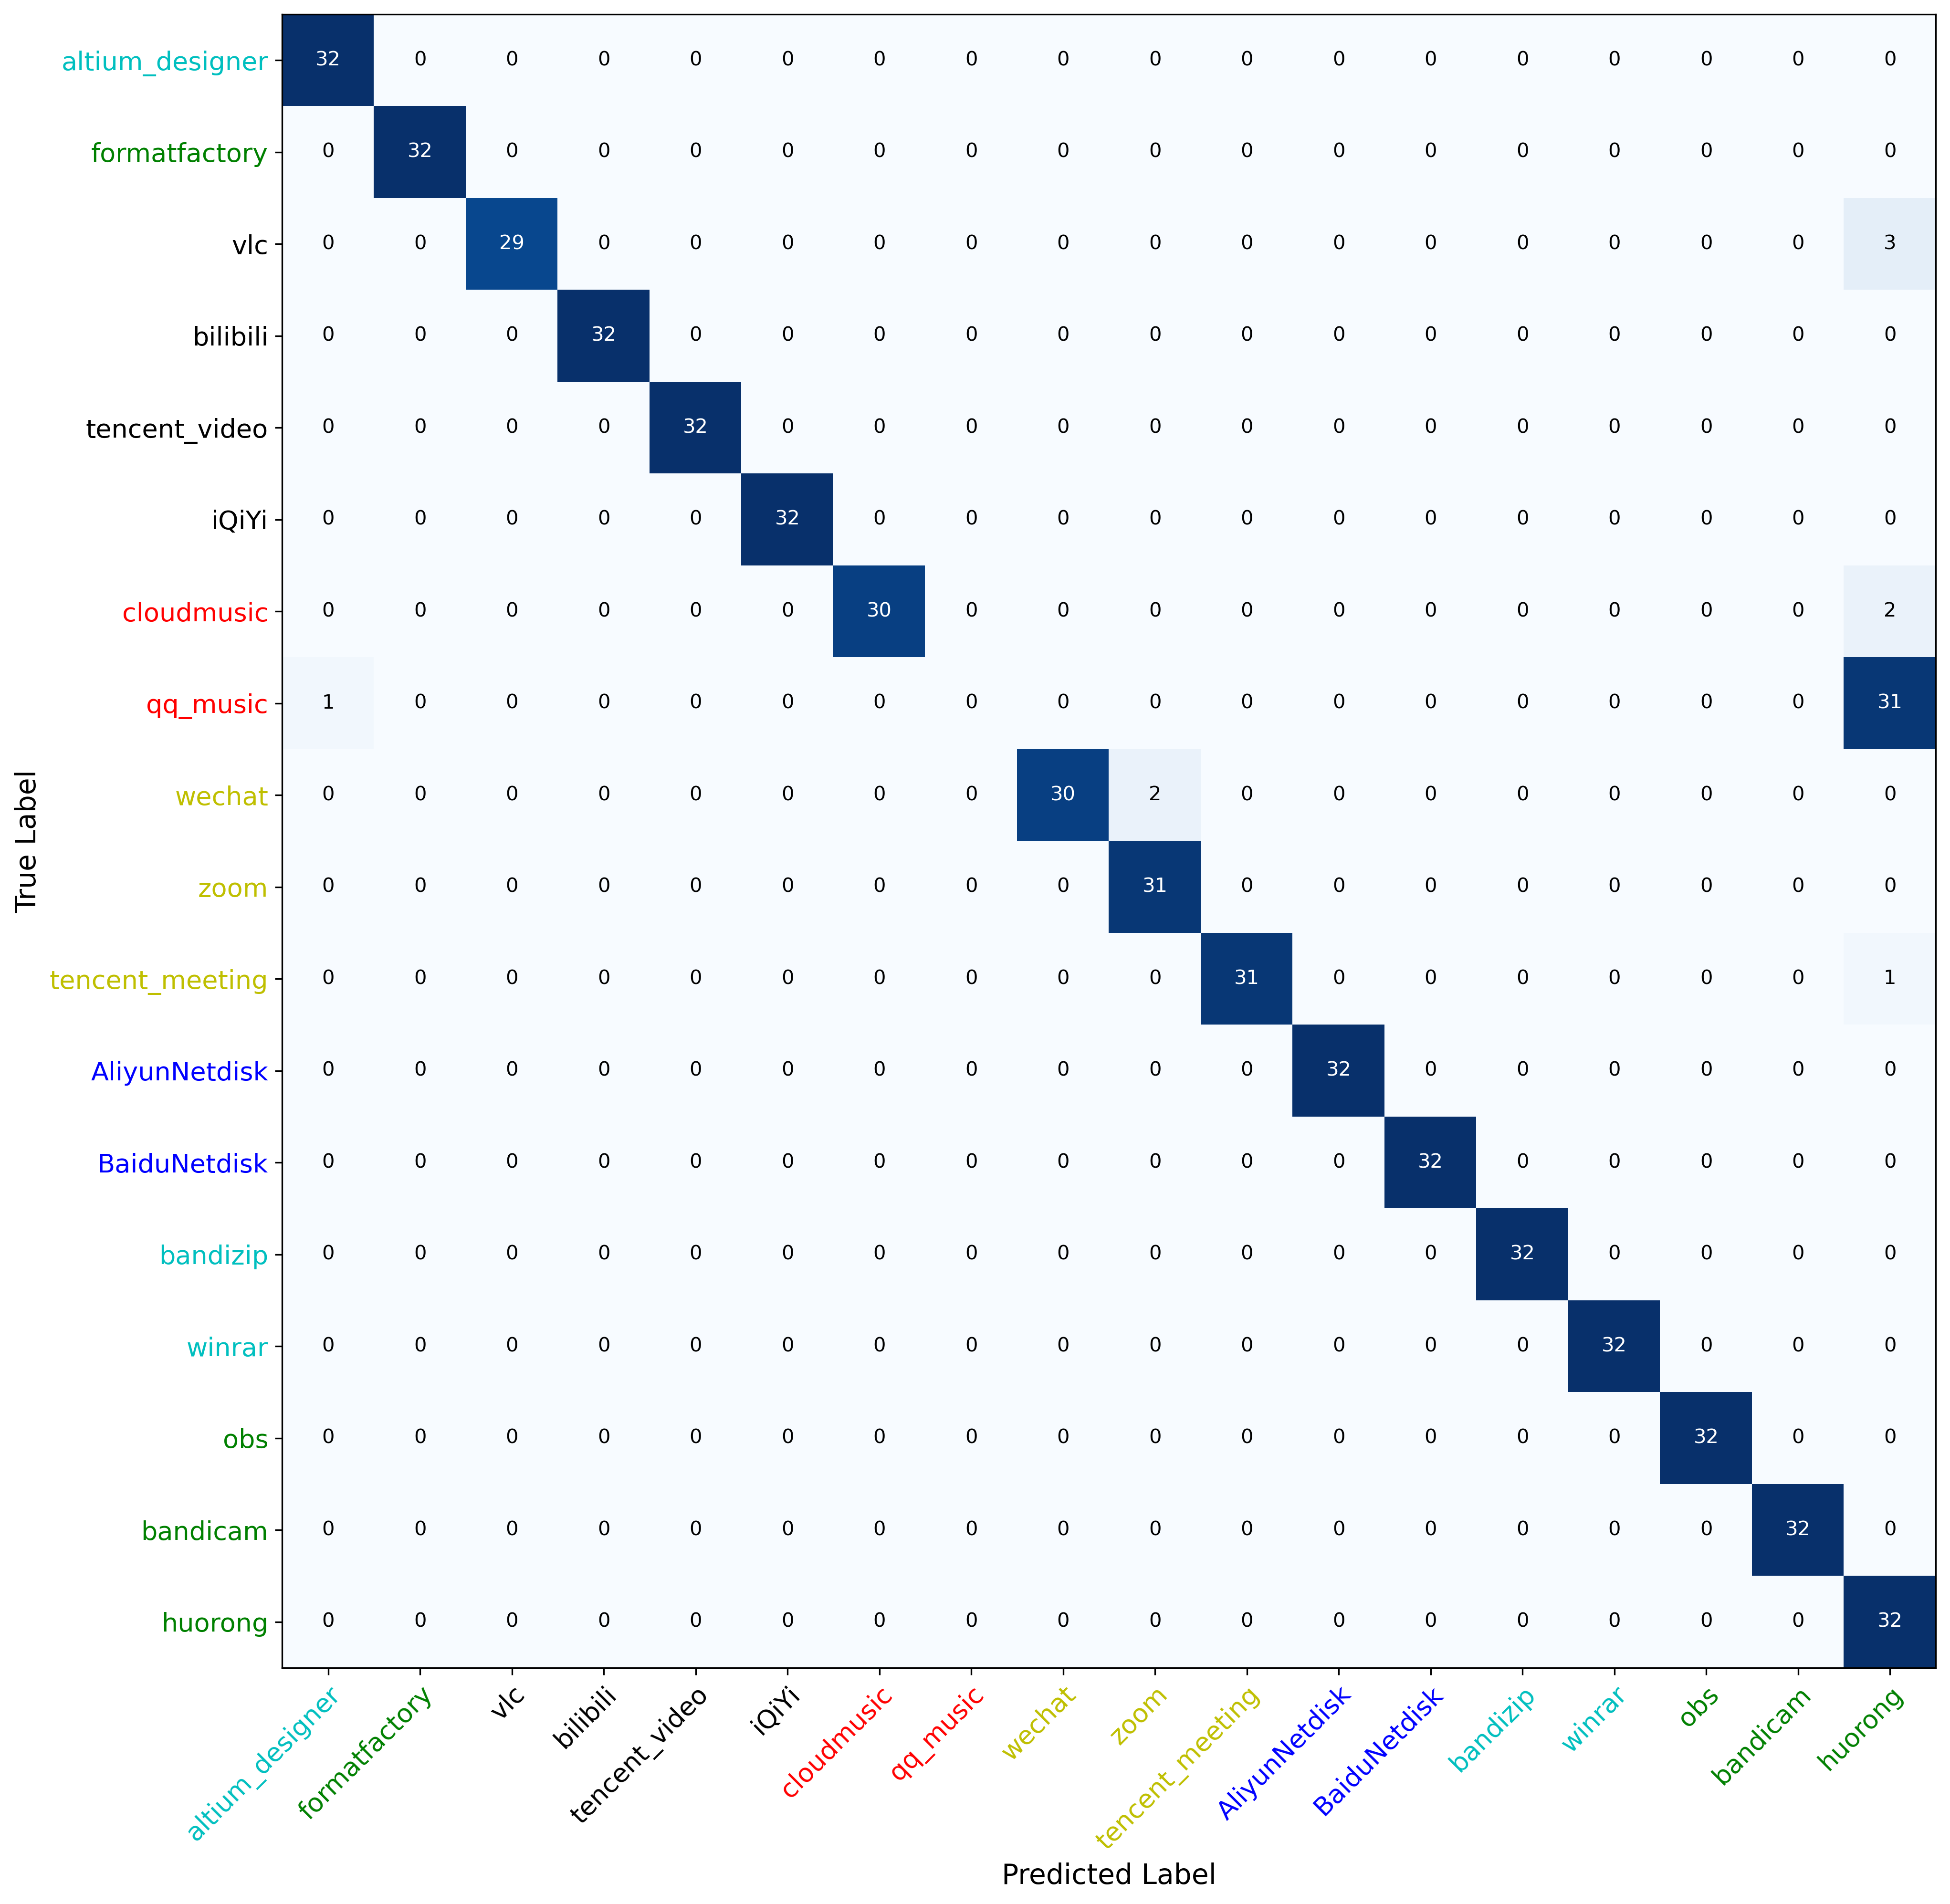 altium_designer 32 0 0 0 0 0 0 0 0 0 0 0 0 0 0 0 0 0
formatfactory 0 32 0 0 0 0 0 0 0 0 0 0 0 0 0 0 0 0
vlc 0 0 29 0 0 0 0 0 0 0 0 0 0 0 0 0 0 3
bilibili 0 0 0 32 0 0 0 0 0 0 0 0 0 0 0 0 0 0
tencent_video 0 0 0 0 32 0 0 0 0 0 0 0 0 0 0 0 0 0
iQiYi 0 0 0 0 0 32 0 0 0 0 0 0 0 0 0 0 0 0
cloudmusic 0 0 0 0 0 0 30 0 0 0 0 0 0 0 0 0 0 2
qq_music 1 0 0 0 0 0 0 0 0 0 0 0 0 0 0 0 0 31
wechat 0 0 0 0 0 0 0 0 30 2 0 0 0 0 0 0 0 0
zoom 0 0 0 0 0 0 0 0 0 31 0 0 0 0 0 0 0 0
tencent_meeting 0 0 0 0 0 0 0 0 0 0 31 0 0 0 0 0 0 1
AliyunNetdisk 0 0 0 0 0 0 0 0 0 0 0 32 0 0 0 0 0 0
BaiduNetdisk 0 0 0 0 0 0 0 0 0 0 0 0 32 0 0 0 0 0
bandizip 0 0 0 0 0 0 0 0 0 0 0 0 0 32 0 0 0 0
winrar 0 0 0 0 0 0 0 0 0 0 0 0 0 0 32 0 0 0
obs 0 0 0 0 0 0 0 0 0 0 0 0 0 0 0 32 0 0
bandicam 0 0 0 0 0 0 0 0 0 0 0 0 0 0 0 0 32 0
huorong 0 0 0 0 0 0 0 0 0 0 0 0 0 0 0 0 0 32
True Label
altium_designer
formatfactory
vlc
bilibili
tencent_video
iQiYi
cloudmusic
qq_music
wechat
zoom
tencent_meeting
AliyunNetdisk
BaiduNetdisk
bandizip
winrar
obs
bandicam
huorong
Predicted Label